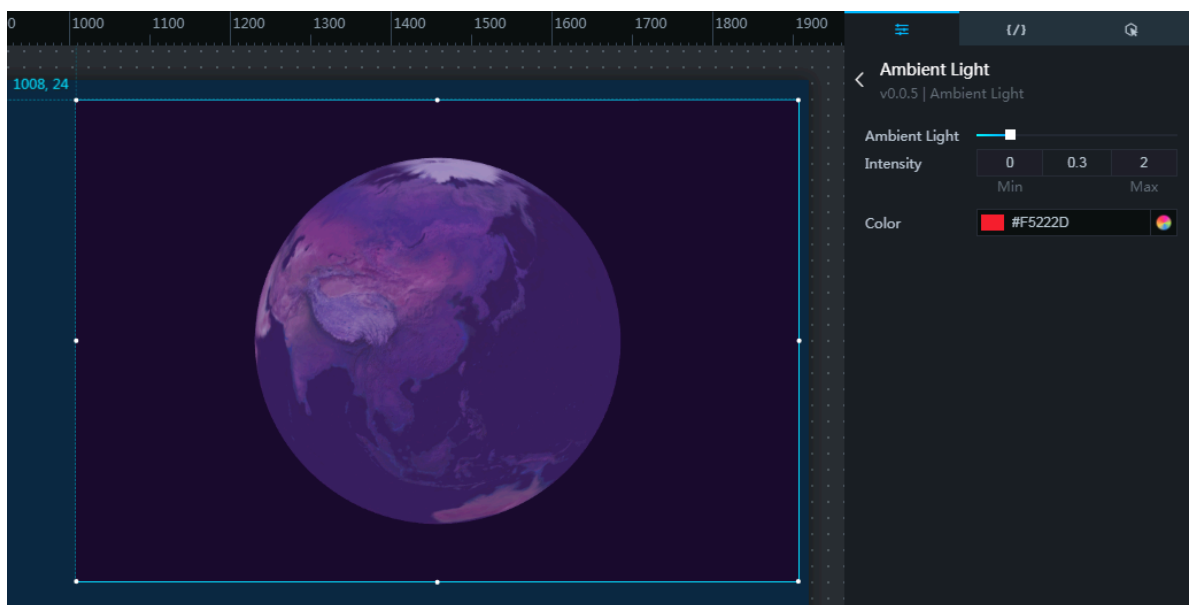 0 1000 1100 1200 1300 1400 1500 1600 1700 1800 1900
1008, 24
{/}
Ambient Light
v0.0.5 | Ambient Light
Ambient Light
Intensity
0 0.3 2
Min Max
Color #F5222D